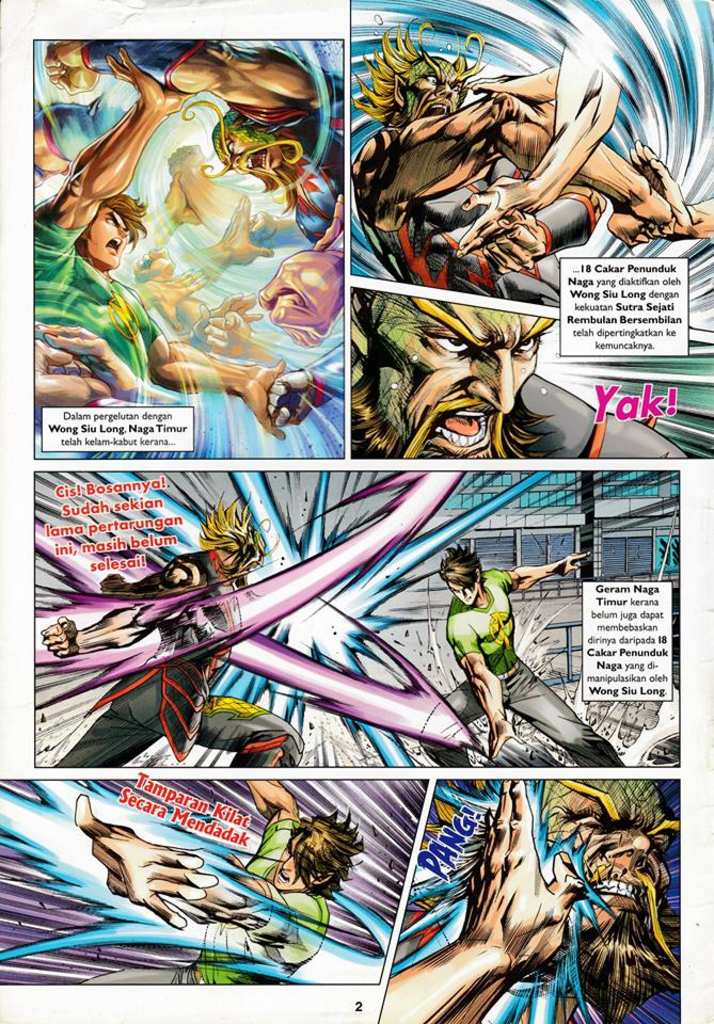 Dalam pergelutan dengan
Wong Siu Long, Naga Timur
telah kelam-kabut kerana...
...18 Cakar Penunduk
Naga yang diaktifkan oleh
Wong Siu Long dengan
kekuatan Sutra Sejati
Rembulan Bersembilan
telah dipertingkatkan ke
kemuncaknya.
Yak!
Cis! Bosannya!
Sudah sekian
lama pertarungan
ini, masih belum
selesai!
Geram Naga
Timur kerana
belum juga dapat
membebaskan
dirinya daripada 18
Cakar Penunduk
Naga yang di-
manipulasikan oleh
Wong Siu Long.
Tamparan Kilat
Secara Mendadak
PANG!
2